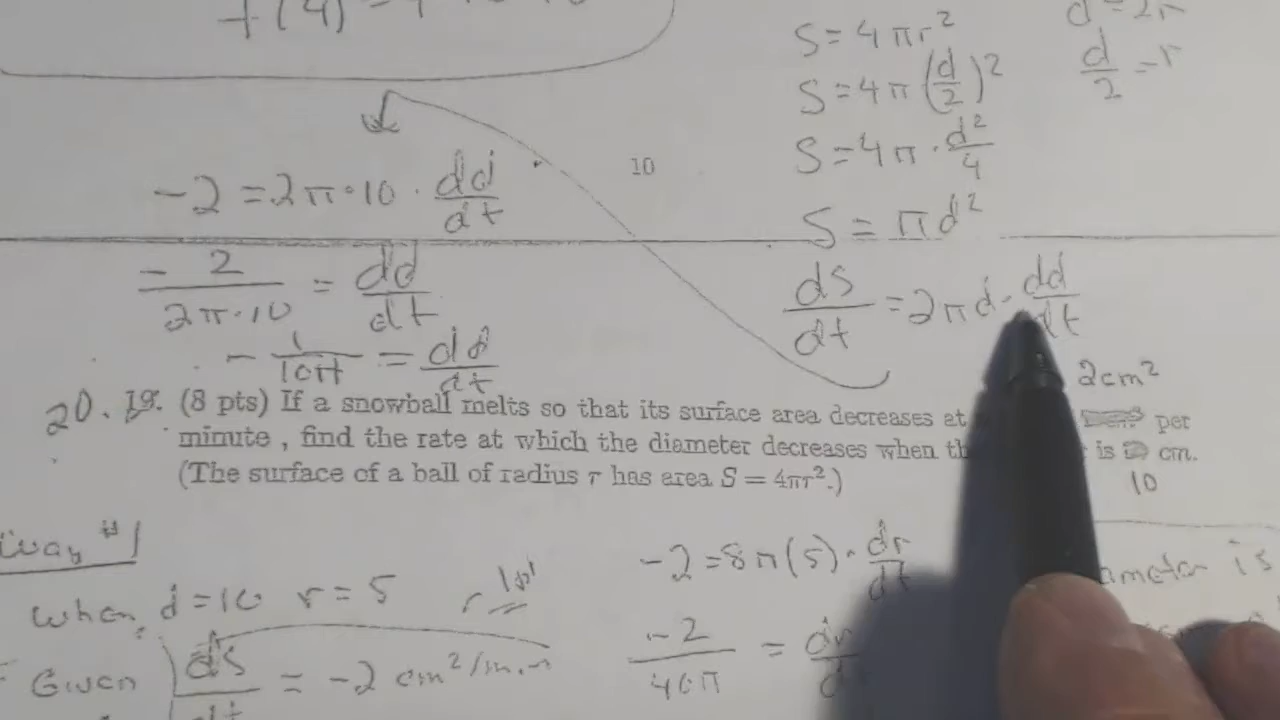 S = 4πr²
S = 4π(d/2)²
S = 4π · d²/4
S = πd²
dS/dt = 2πd · dd/dt
d = 2r
d/2 = r
10
-2 = 2π·10 · dd/dt
- 2/(2π·10) = dd/dt
- 1/(10π) = dd/dt
2cm²
20. 19. (8 pts) If a snowball melts so that its surface area decreases at per
minute , find the rate at which the diameter decreases when is cm.
(The surface of a ball of radius r has area S = 4πr².)
10
Way #1
When d = 10 r = 5
r 1st
Given dS/dt = -2 cm²/min
-2 = 8π(5) · dr/dt
-2/(40π) = dr/dt
is